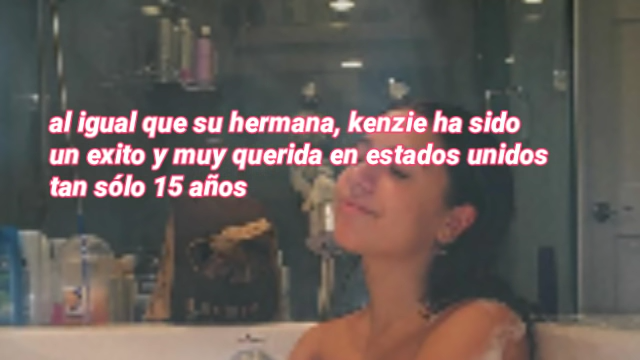 al igual que su hermana, kenzie ha sido
un exito y muy querida en estados unidos
tan sólo 15 años